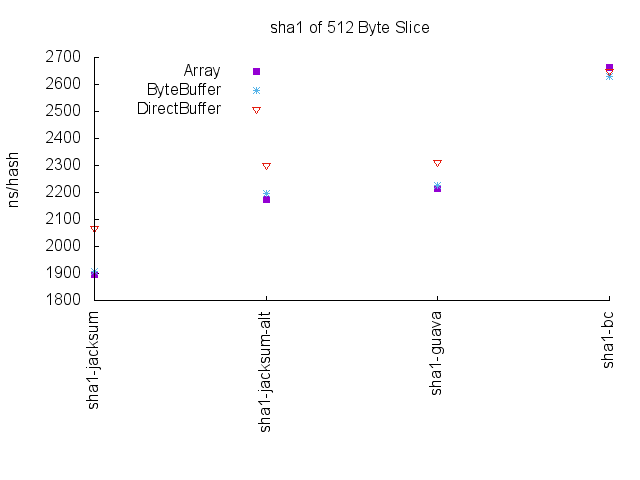 sha1 of 512 Byte Slice
2700
2600
2500
2400
2300
2200
2100
2000
1900
1800
ns/hash
Array
ByteBuffer
DirectBuffer
sha1-jacksum
sha1-jacksum-alt
sha1-guava
sha1-bc